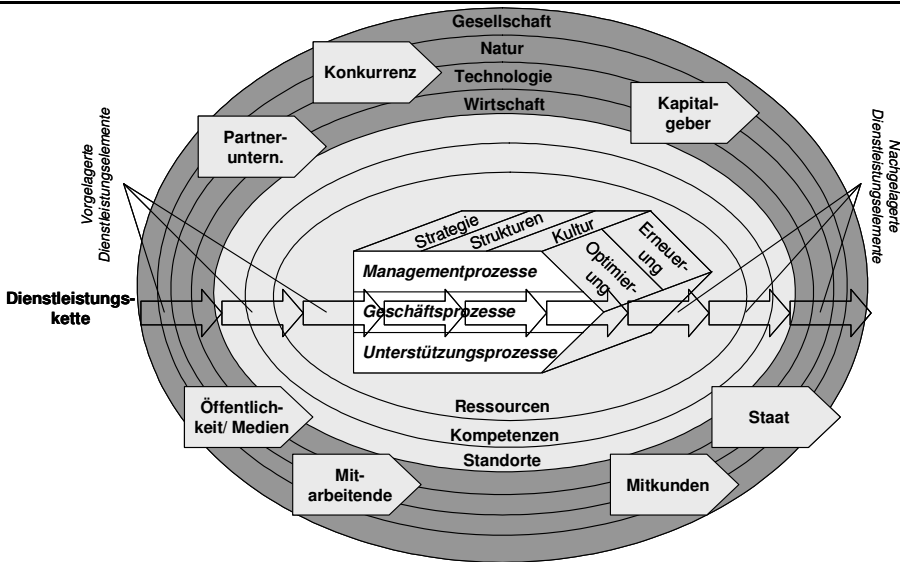 Gesellschaft
Natur
Konkurrenz
Technologie
Wirtschaft
Kapital-
geber
Partner-
untern.
Vorgelagerte
Dienstleistungselemente
Nachgelagerte
Dienstleistungselemente
Strategie
Strukturen
Kultur
Erneuer-
ung
Optimier-
ung
Managementprozesse
Dienstleistungs-
kette
Geschäftsprozesse
Unterstützungsprozesse
Ressourcen
Kompetenzen
Standorte
Öffentlich-
keit/ Medien
Staat
Mit-
arbeitende
Mitkunden